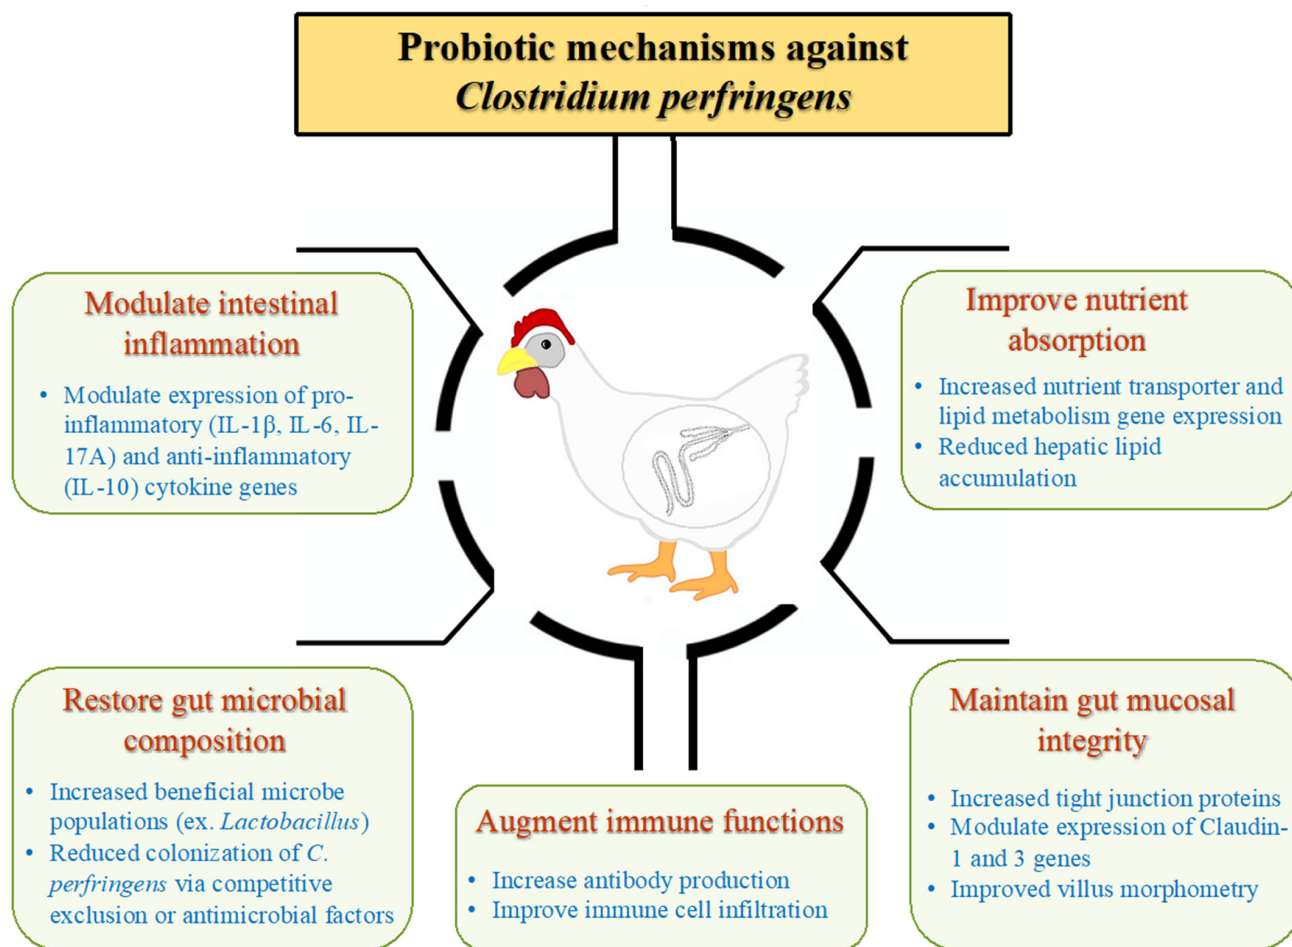 Probiotic mechanisms against
Clostridium perfringens
Modulate intestinal
inflammation
• Modulate expression of pro-
inflammatory (IL-1β, IL-6, IL-
17A) and anti-inflammatory
(IL-10) cytokine genes
Improve nutrient
absorption
• Increased nutrient transporter and
lipid metabolism gene expression
• Reduced hepatic lipid
accumulation
Restore gut microbial
composition
• Increased beneficial microbe
populations (ex. Lactobacillus)
• Reduced colonization of C.
perfringens via competitive
exclusion or antimicrobial factors
Augment immune functions
• Increase antibody production
• Improve immune cell infiltration
Maintain gut mucosal
integrity
• Increased tight junction proteins
• Modulate expression of Claudin-
1 and 3 genes
• Improved villus morphometry